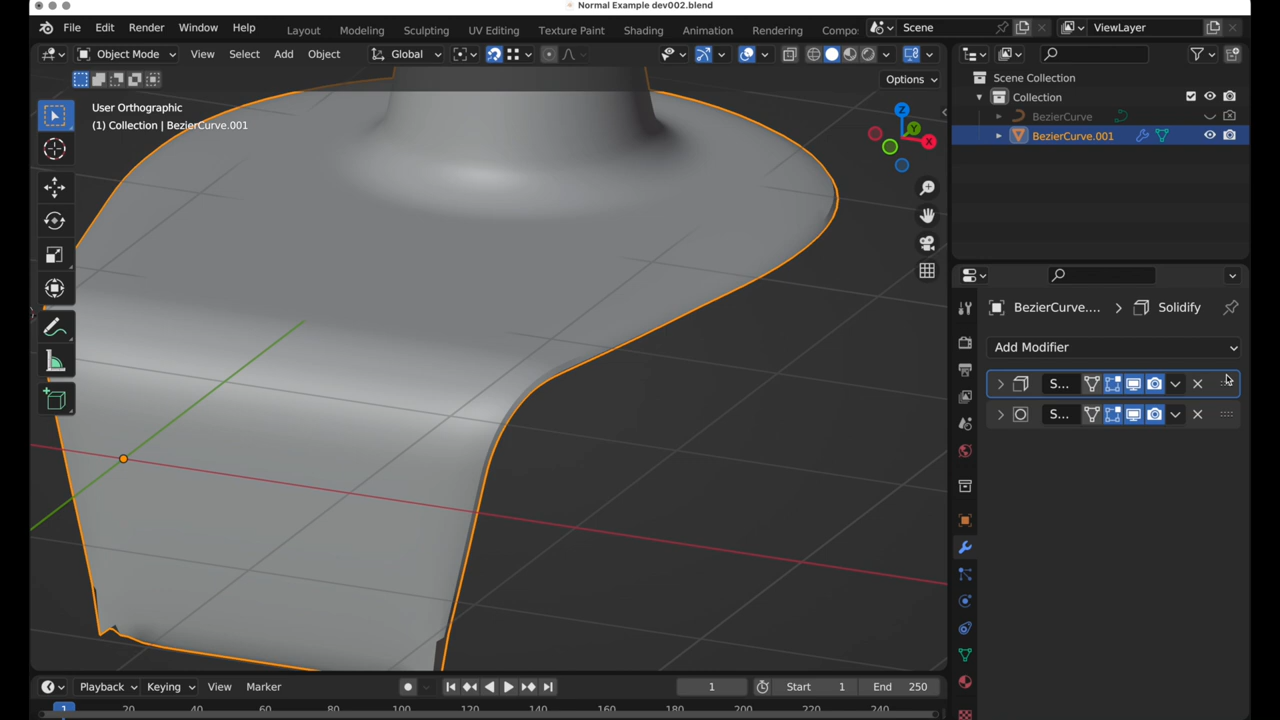 Normal Example dev002.blend
File Edit Render Window Help Layout Modeling Sculpting UV Editing Texture Paint Shading Animation Rendering Compo Scene ViewLayer
Object Mode View Select Add Object Global
Options
User Orthographic
(1) Collection | BezierCurve.001
Z
Y
X
Scene Collection
Collection
BezierCurve
BezierCurve.001
BezierCurve.... > Solidify
Add Modifier
S...
S...
Playback Keying View Marker 1 Start 1 End 250
1 20 40 60 80 100 120 140 160 180 200 220 240